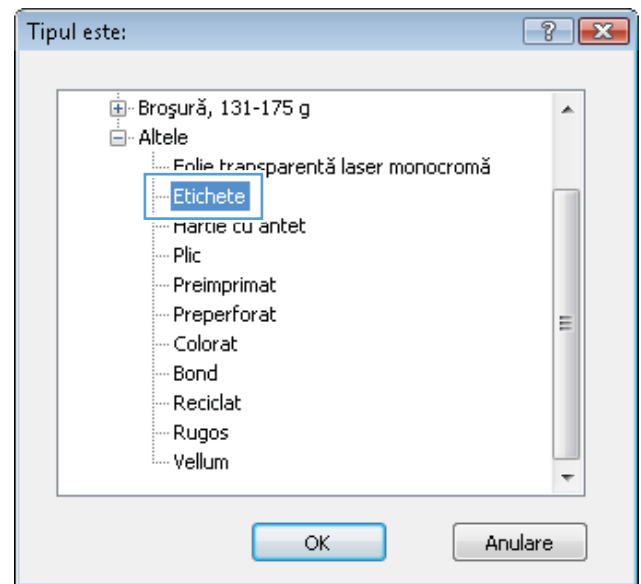 Tipul este:
Broşură, 131-175 g
Altele
Folie transparentă laser monocromă
Etichete
Hârtie cu antet
Plic
Preimprimat
Preperforat
Colorat
Bond
Reciclat
Rugos
Vellum
OK Anulare